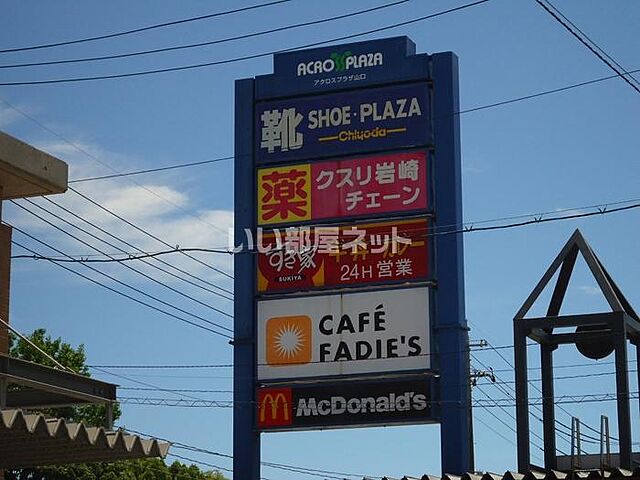 ACROSSPLAZA
アクロスプラザ山口
靴 SHOE・PLAZA
Chiyoda
薬 クスリ岩崎
チェーン
いい部屋ネット
すき家
SUKIYA
24H営業
CAFÉ
FADIE'S
McDonald's